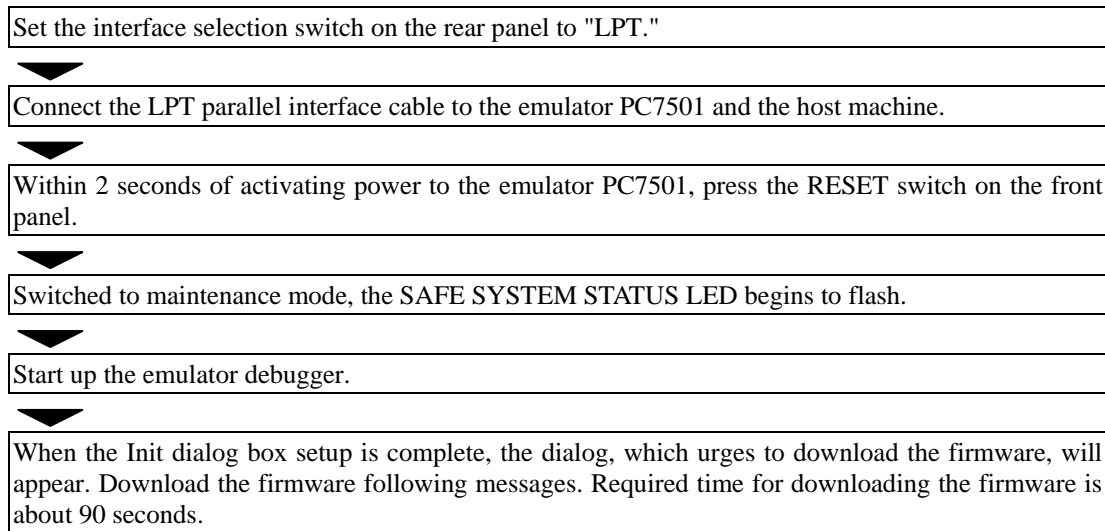 Set the interface selection switch on the rear panel to "LPT."
Connect the LPT parallel interface cable to the emulator PC7501 and the host machine.
Within 2 seconds of activating power to the emulator PC7501, press the RESET switch on the front
panel.
Switched to maintenance mode, the SAFE SYSTEM STATUS LED begins to flash.
Start up the emulator debugger.
When the Init dialog box setup is complete, the dialog, which urges to download the firmware, will
appear. Download the firmware following messages. Required time for downloading the firmware is
about 90 seconds.